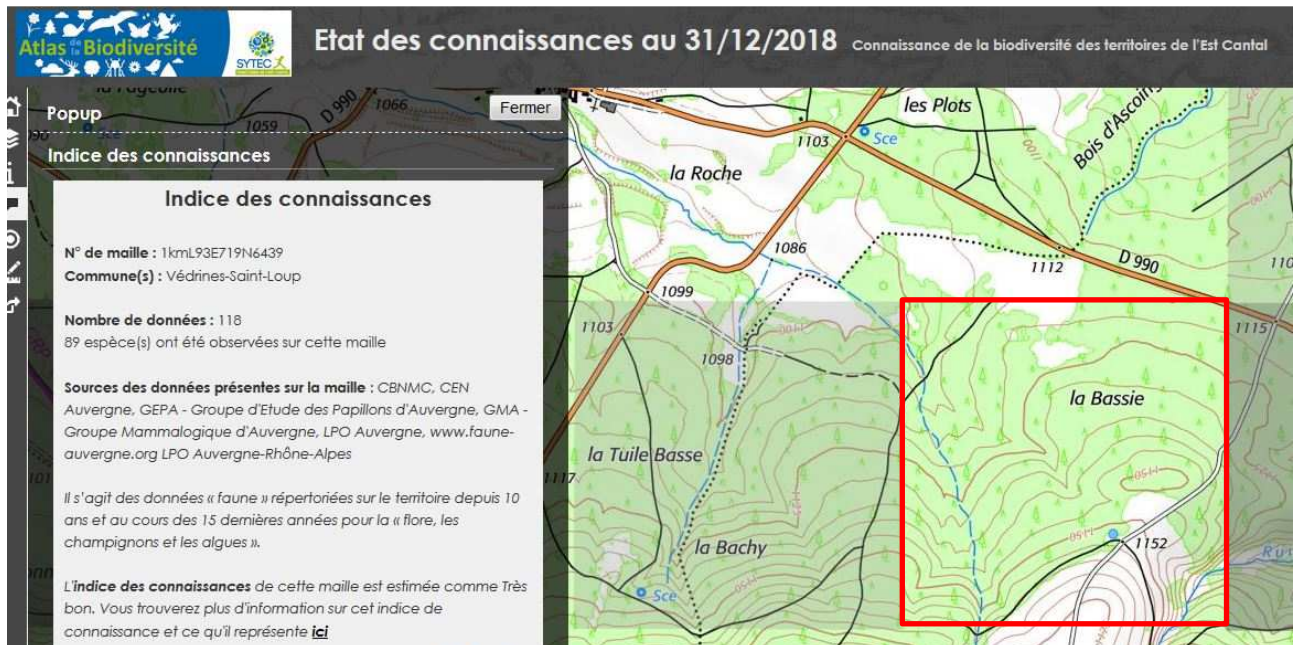 Atlas de la Biodiversité
SYTEC
Etat des connaissances au 31/12/2018 Connaissance de la biodiversité des territoires de l'Est Cantal
Popup
Fermer
Indice des connaissances
Indice des connaissances
N° de maille : 1kmL93E719N6439
Commune(s) : Védrines-Saint-Loup
Nombre de données : 118
89 espèce(s) ont été observées sur cette maille
Sources des données présentes sur la maille : CBNMC, CEN
Auvergne, GEPA - Groupe d'Etude des Papillons d'Auvergne, GMA -
Groupe Mammalogique d'Auvergne, LPO Auvergne, www.faune-
auvergne.org LPO Auvergne-Rhône-Alpes
Il s'agit des données « faune » répertoriées sur le territoire depuis 10
ans et au cours des 15 dernières années pour la « flore, les
champignons et les algues ».
L'indice des connaissances de cette maille est estimée comme Très
bon. Vous trouverez plus d'information sur cet indice de
connaissance et ce qu'il représente ici
D 990
1066
1059
les Plots
Bois d'Ascoing
1103
Sce
la Roche
1100
1086
1112
D 990
1099
1103
1100
1115
1098
la Bassie
la Tuile Basse
1117
1150
la Bachy
1150
1152
1150
Sce